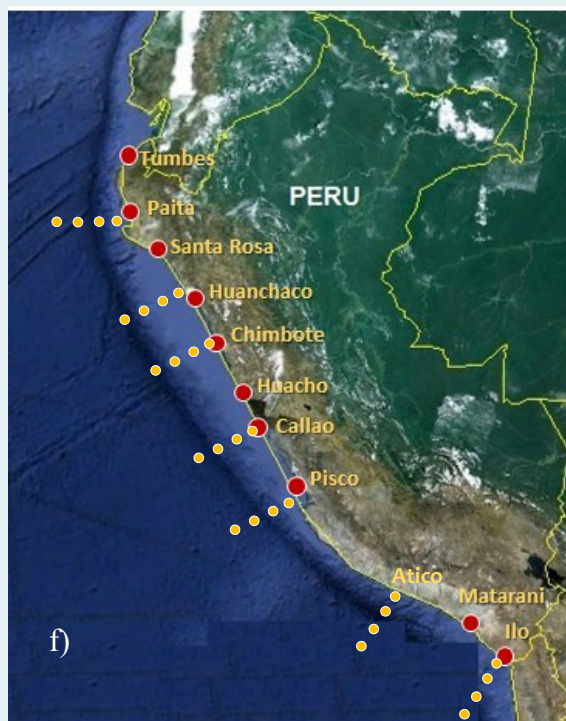 Tumbes
PERU
Paita
Santa Rosa
Huanchaco
Chimbote
Huacho
Callao
Pisco
Atico
Matarani
Ilo
f)